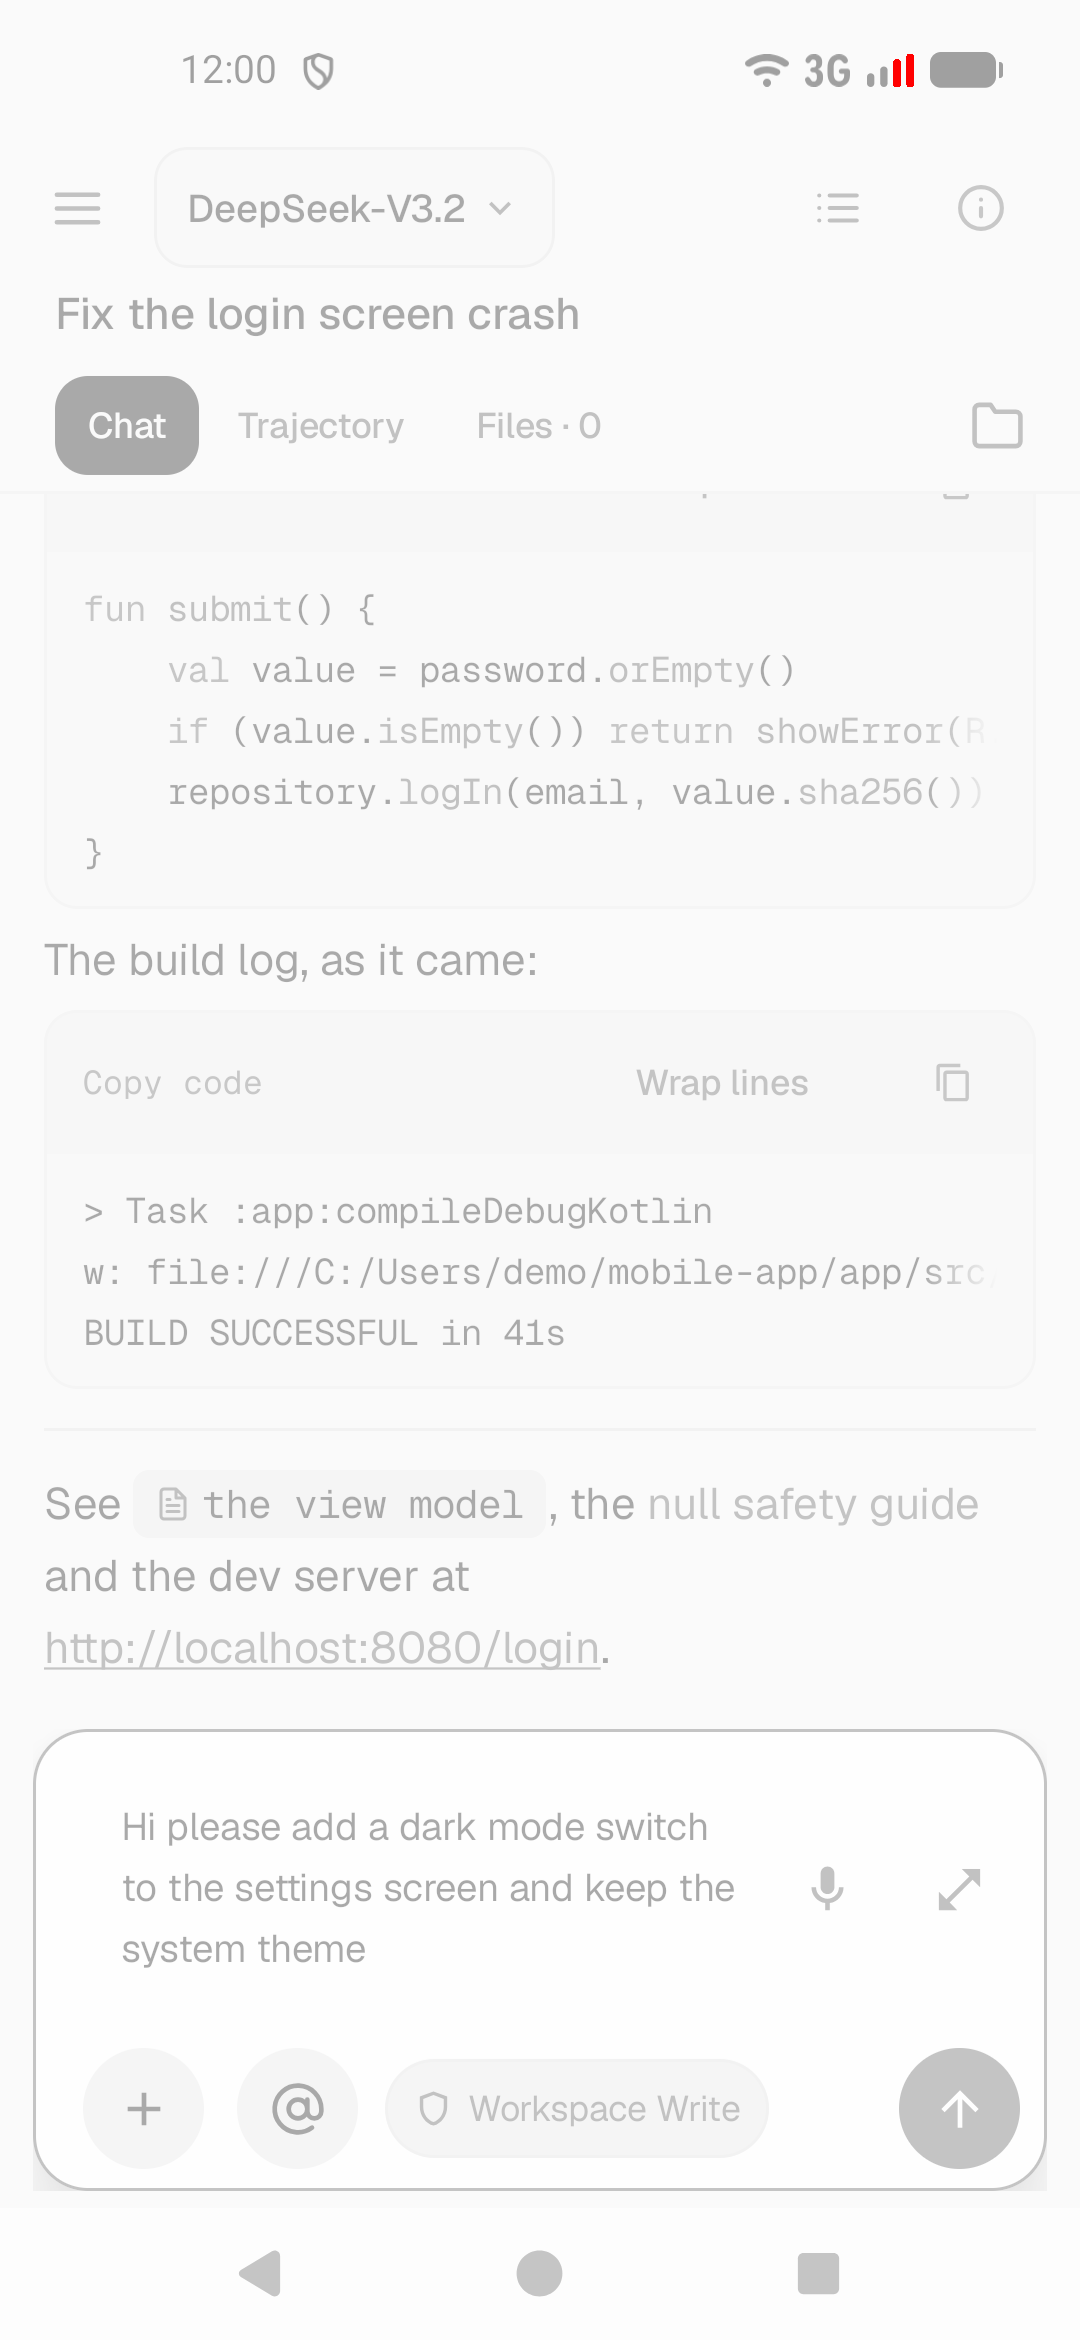 12:00
3G
DeepSeek-V3.2
Fix the login screen crash
Chat
Trajectory
Files · 0
fun submit() {
    val value = password.orEmpty()
    if (value.isEmpty()) return showError(R
    repository.logIn(email, value.sha256())
}
The build log, as it came:
Copy code
Wrap lines
> Task :app:compileDebugKotlin
w: file:///C:/Users/demo/mobile-app/app/src/
BUILD SUCCESSFUL in 41s
See the view model, the null safety guide
and the dev server at
http://localhost:8080/login.
Hi please add a dark mode switch
to the settings screen and keep the
system theme
@
Workspace Write